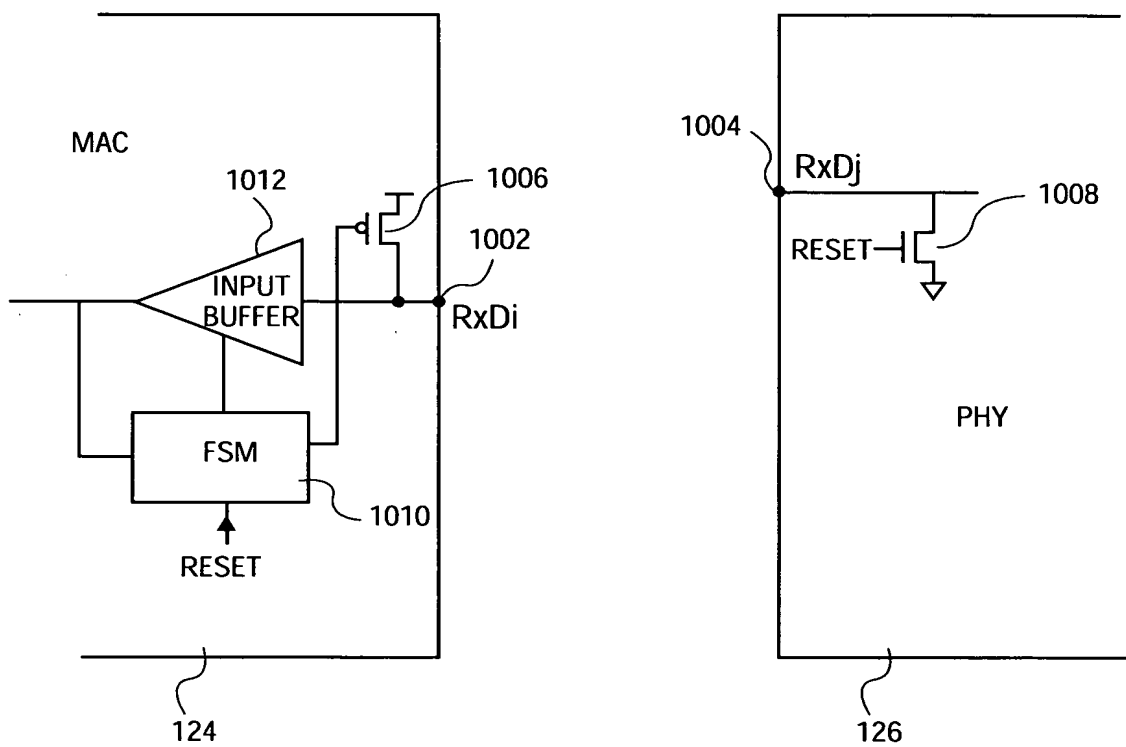 MAC
1012
1006
1002
INPUT
BUFFER
RxDi
FSM
1010
RESET
124
1004
RxDj
1008
RESET
PHY
126